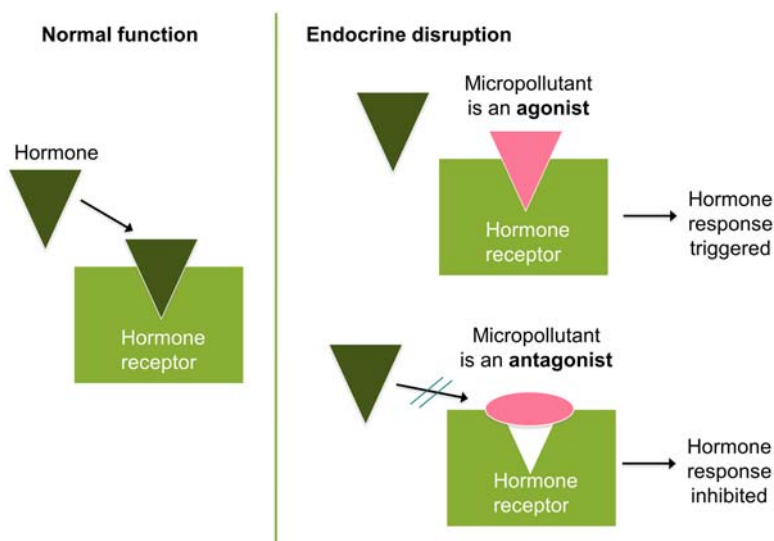 Normal function
Hormone
Hormone
receptor
Endocrine disruption
Micropollutant
is an agonist
Hormone
receptor
Hormone
response
triggered
Micropollutant
is an antagonist
Hormone
receptor
Hormone
response
inhibited